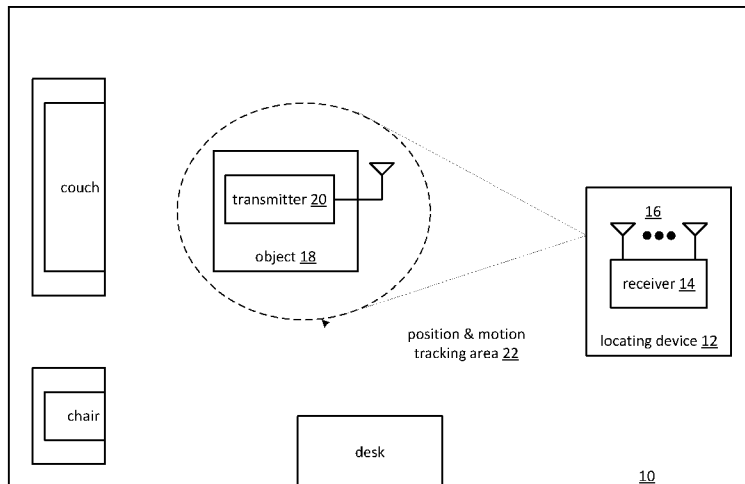 couch
transmitter 20
object 18
16
receiver 14
locating device 12
position & motion
tracking area 22
chair
desk
10